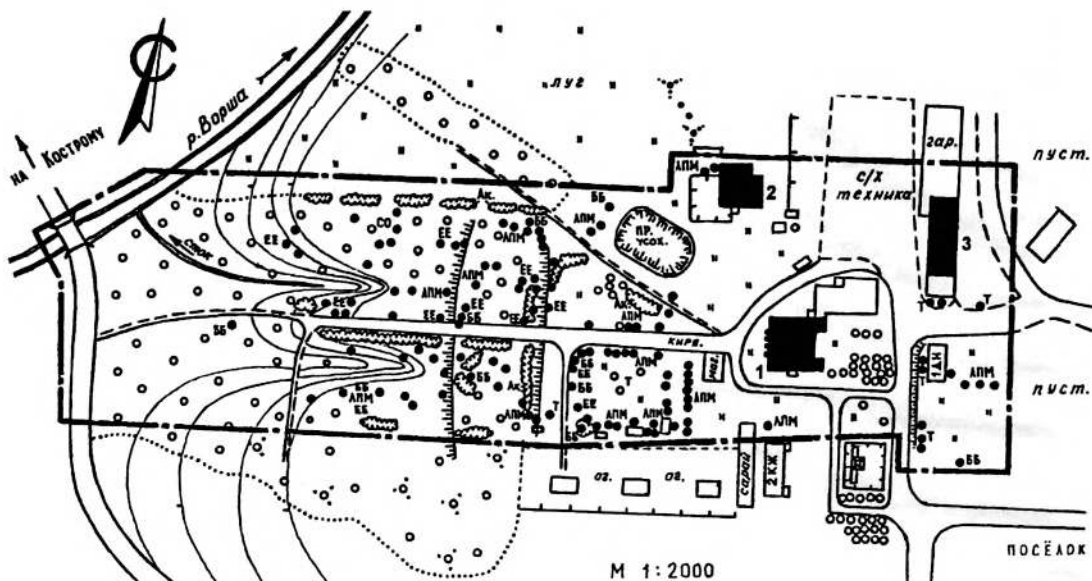 С
НА КОСТРОМУ
р. Ворша
ЛУГ
пуст.
гар.
с/х
техника
АПМ
2
ББ
АПМ
ПР.
УСОХ.
3
Ак.
СО
ЕЕ
ЕЕ
ББ
АПМ
СТОК
АПМ
АПМ
ЕЕ
ЕЕ
ЕЕ
ББ
ЕЕ
ЕЕ
Ак.
АПМ
Т
Т
ББ
кирп.
1
маг.
1ДН
АПМ
пуст.
ББ
АПМ
ЕЕ
ББ
Ак
АПМ
Т
ББ
ББ
ЕЕ
ББ
Т
АПМ
АПМ
АПМ
АПМ
Т
ББ
сарай
2КЖ
ог.
ог.
ПОСЁЛОК
М 1:2000